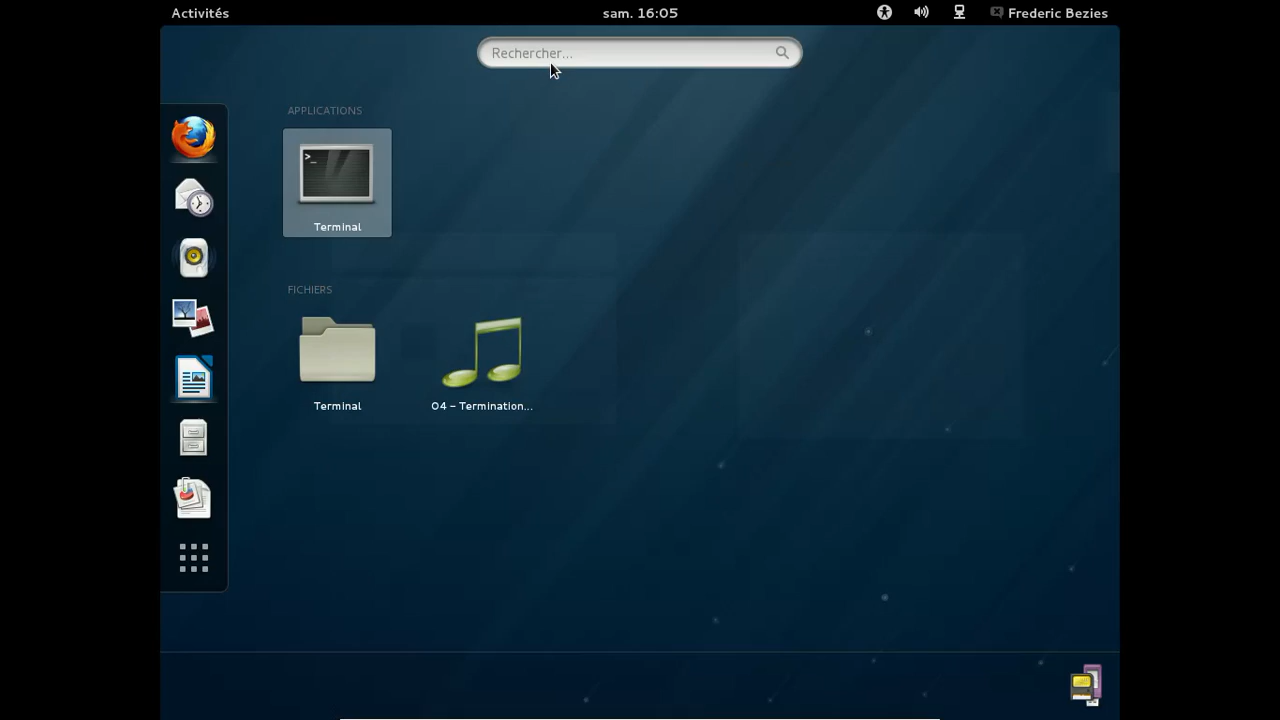 Activités
sam. 16:05
Frederic Bezies
Rechercher...
APPLICATIONS
>_
Terminal
FICHIERS
Terminal
04 - Termination...